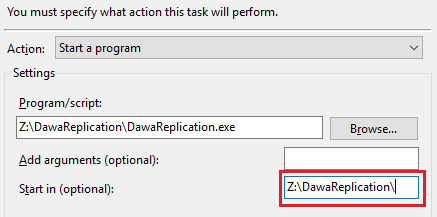 You must specify what action this task will perform.
Action: Start a program
Settings
Program/script:
Z:\DawaReplication\DawaReplication.exe Browse...
Add arguments (optional):
Start in (optional): Z:\DawaReplication\